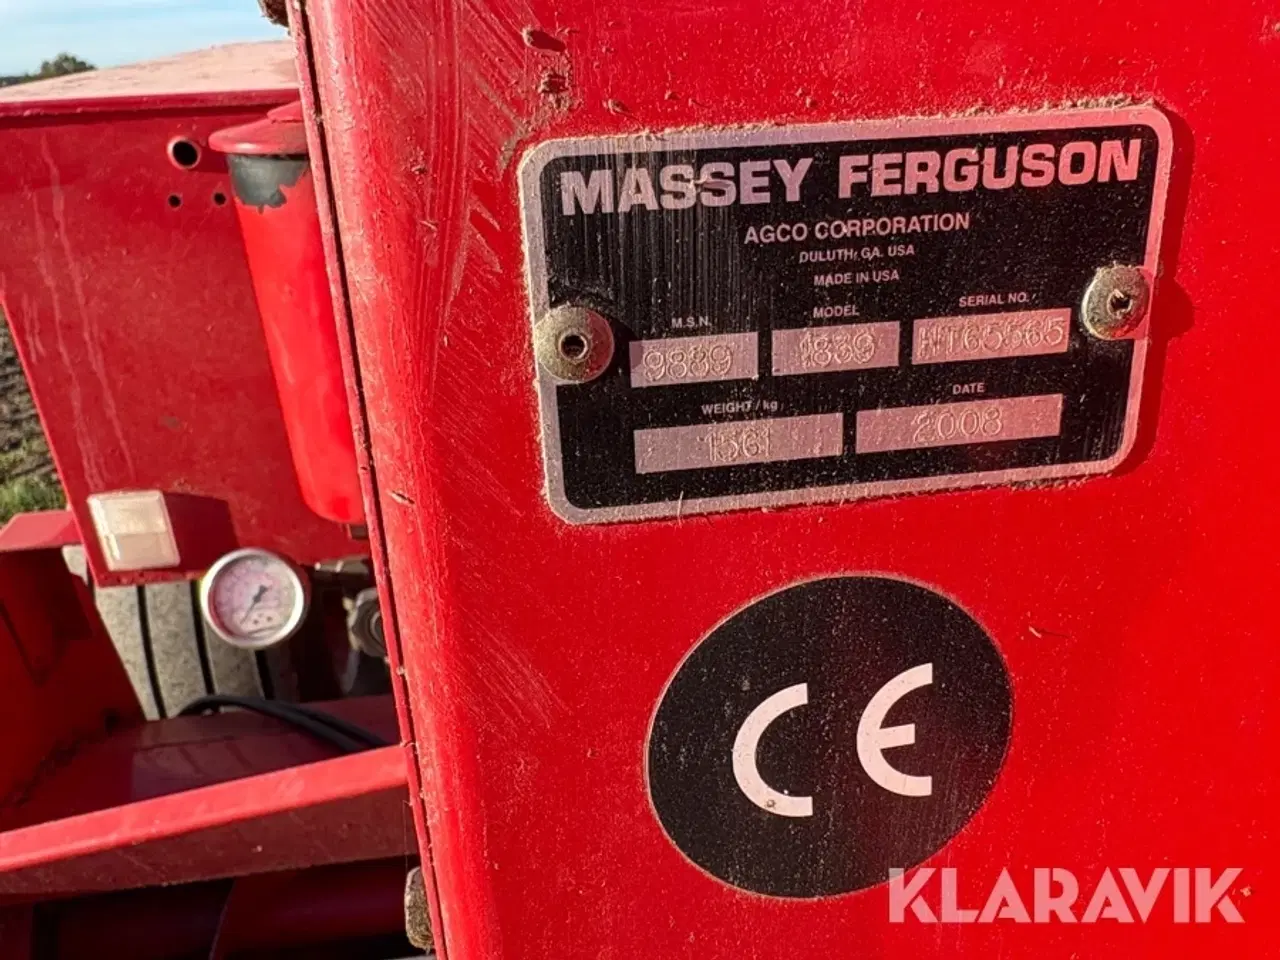 MASSEY FERGUSON
AGCO CORPORATION
DULUTH, GA. USA
MADE IN USA
M.S.N. MODEL SERIAL NO.
9889 1839 HT65565
WEIGHT/kg DATE
1561 2008
CE
KLARAVIK